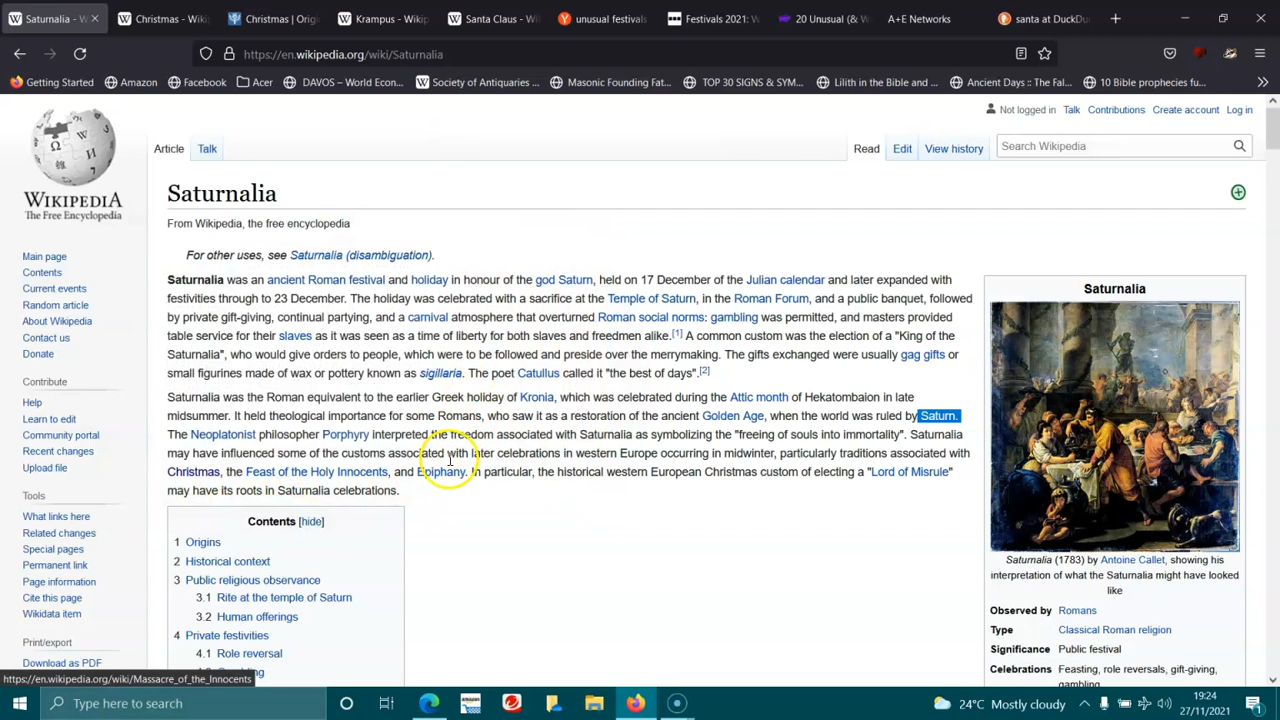 Saturnalia - W
Christmas - Wiki
Christmas | Origi
Krampus - Wikip
Santa Claus - Wi
unusual festivals
Festivals 2021: W
20 Unusual (& W
A+E Networks
santa at DuckDu
https://en.wikipedia.org/wiki/Saturnalia
Getting Started
Amazon
Facebook
Acer
DAVOS – World Econ...
Society of Antiquarie...
Masonic Founding Fat...
TOP 30 SIGNS & SYM...
Lilith in the Bible and ...
Ancient Days :: The Fal...
10 Bible prophecies fu...
Not logged in Talk Contributions Create account Log in
Article Talk
Read Edit View history
Search Wikipedia
WIKIPEDIA
The Free Encyclopedia
Main page
Contents
Current events
Random article
About Wikipedia
Contact us
Donate
Contribute
Help
Learn to edit
Community portal
Recent changes
Upload file
Tools
What links here
Related changes
Special pages
Permanent link
Page information
Cite this page
Wikidata item
Print/export
Download as PDF
Saturnalia
From Wikipedia, the free encyclopedia
For other uses, see Saturnalia (disambiguation).
Saturnalia was an ancient Roman festival and holiday in honour of the god Saturn, held on 17 December of the Julian calendar and later expanded with
festivities through to 23 December. The holiday was celebrated with a sacrifice at the Temple of Saturn, in the Roman Forum, and a public banquet, followed
by private gift-giving, continual partying, and a carnival atmosphere that overturned Roman social norms: gambling was permitted, and masters provided
table service for their slaves as it was seen as a time of liberty for both slaves and freedmen alike.[1] A common custom was the election of a "King of the
Saturnalia", who would give orders to people, which were to be followed and preside over the merrymaking. The gifts exchanged were usually gag gifts or
small figurines made of wax or pottery known as sigillaria. The poet Catullus called it "the best of days".[2]
Saturnalia was the Roman equivalent to the earlier Greek holiday of Kronia, which was celebrated during the Attic month of Hekatombaion in late
midsummer. It held theological importance for some Romans, who saw it as a restoration of the ancient Golden Age, when the world was ruled by Saturn.
The Neoplatonist philosopher Porphyry interpreted the freedom associated with Saturnalia as symbolizing the "freeing of souls into immortality". Saturnalia
may have influenced some of the customs associated with later celebrations in western Europe occurring in midwinter, particularly traditions associated with
Christmas, the Feast of the Holy Innocents, and Epiphany. In particular, the historical western European Christmas custom of electing a "Lord of Misrule"
may have its roots in Saturnalia celebrations.
Contents [hide]
1 Origins
2 Historical context
3 Public religious observance
3.1 Rite at the temple of Saturn
3.2 Human offerings
4 Private festivities
4.1 Role reversal
Saturnalia
Saturnalia (1783) by Antoine Callet, showing his
interpretation of what the Saturnalia might have looked
like
Observed by Romans
Type Classical Roman religion
Significance Public festival
Celebrations Feasting, role reversals, gift-giving,
gambling
https://en.wikipedia.org/wiki/Massacre_of_the_Innocents
Type here to search
24°C Mostly cloudy
19:24
27/11/2021